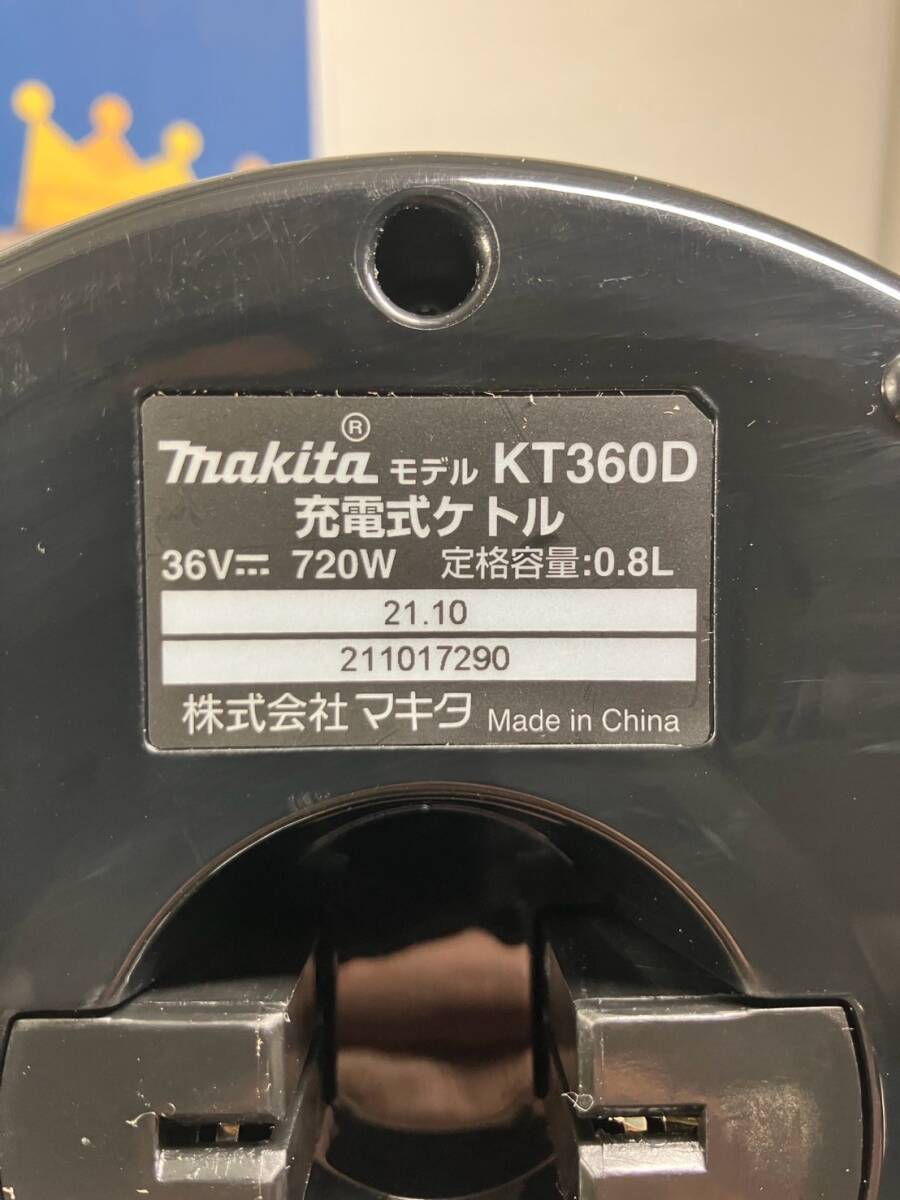 makita® モデル KT360D
充電式ケトル
36V⎓ 720W 定格容量:0.8L
21.10
211017290
株式会社マキタ Made in China